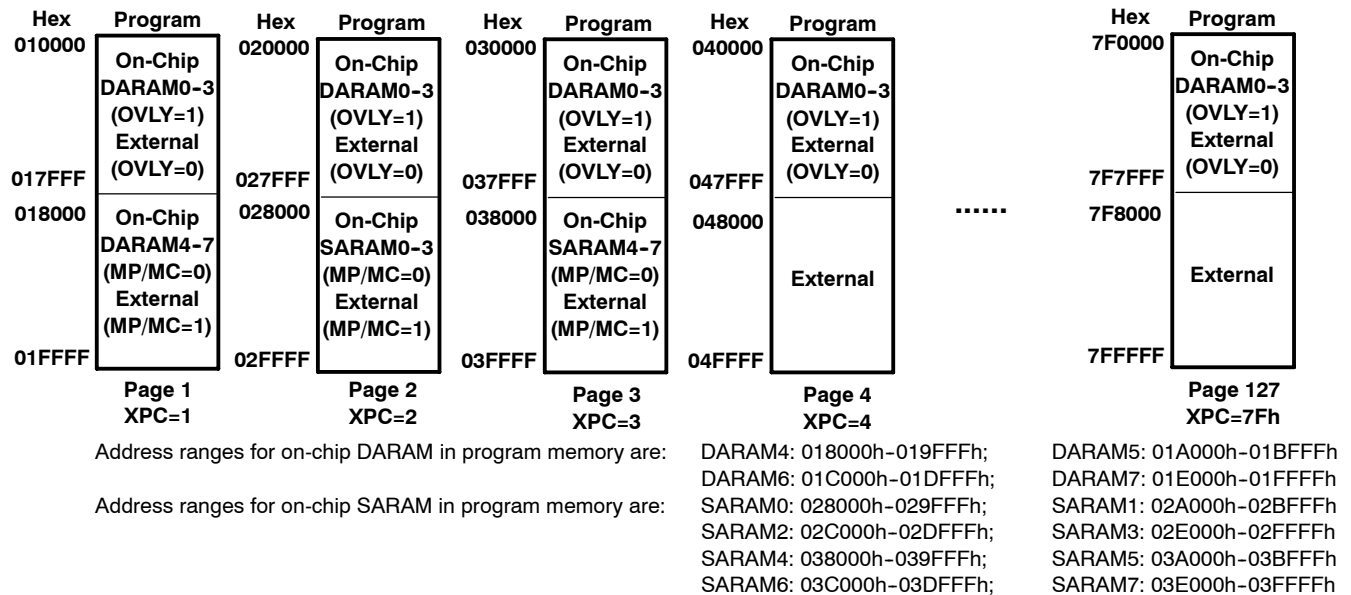 Hex Program
010000
On-Chip
DARAM0-3
(OVLY=1)
External
(OVLY=0)
017FFF
018000
On-Chip
DARAM4-7
(MP/MC=0)
External
(MP/MC=1)
01FFFF
Page 1
XPC=1
Hex Program
020000
On-Chip
DARAM0-3
(OVLY=1)
External
(OVLY=0)
027FFF
028000
On-Chip
SARAM0-3
(MP/MC=0)
External
(MP/MC=1)
02FFFF
Page 2
XPC=2
Hex Program
030000
On-Chip
DARAM0-3
(OVLY=1)
External
(OVLY=0)
037FFF
038000
On-Chip
SARAM4-7
(MP/MC=0)
External
(MP/MC=1)
03FFFF
Page 3
XPC=3
Hex Program
040000
On-Chip
DARAM0-3
(OVLY=1)
External
(OVLY=0)
047FFF
048000
External
04FFFF
Page 4
XPC=4
......
Hex Program
7F0000
On-Chip
DARAM0-3
(OVLY=1)
External
(OVLY=0)
7F7FFF
7F8000
External
7FFFFF
Page 127
XPC=7Fh
Address ranges for on-chip DARAM in program memory are: DARAM4: 018000h-019FFFh; DARAM5: 01A000h-01BFFFh
DARAM6: 01C000h-01DFFFh; DARAM7: 01E000h-01FFFFh
Address ranges for on-chip SARAM in program memory are: SARAM0: 028000h-029FFFh; SARAM1: 02A000h-02BFFFh
SARAM2: 02C000h-02DFFFh; SARAM3: 02E000h-02FFFFh
SARAM4: 038000h-039FFFh; SARAM5: 03A000h-03BFFFh
SARAM6: 03C000h-03DFFFh; SARAM7: 03E000h-03FFFFh